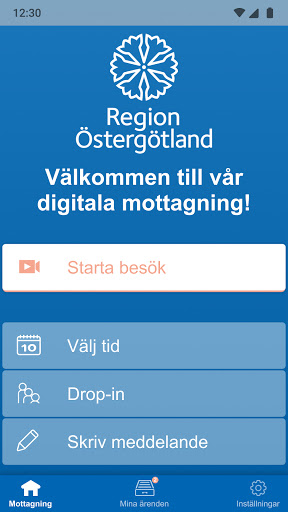 12:30
Region
Östergötland
Välkommen till vår
digitala mottagning!
Starta besök
10
Välj tid
Drop-in
Skriv meddelande
2
Mottagning
Mina ärenden
Inställningar